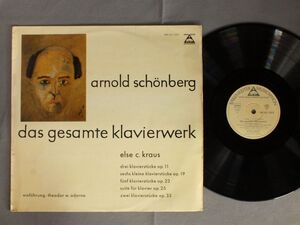 arnold schönberg
das gesamte klavierwerk
else c. kraus
drei klavierstücke op. 11
sechs kleine klavierstücke op. 19
fünf klavierstücke op. 23
suite für klavier op. 25
zwei klavierstücke op. 33
einführung: theodor w. adorno